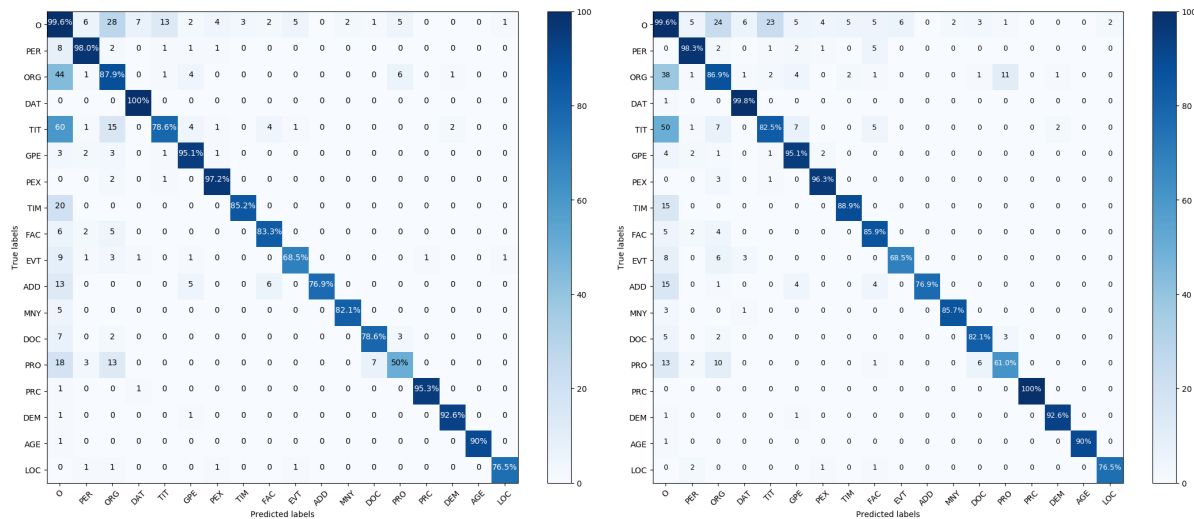 True labels
O 99.6% 6 28 7 13 2 4 3 2 5 0 2 1 5 0 0 0 1
PER 8 98.0% 2 0 1 1 1 0 0 0 0 0 0 0 0 0 0 0
ORG 44 1 87.9% 0 1 4 0 0 0 0 0 0 0 6 0 1 0 0
DAT 0 0 0 100% 0 0 0 0 0 0 0 0 0 0 0 0 0 0
TIT 60 1 15 0 78.6% 4 1 0 4 1 0 0 0 0 0 2 0 0
GPE 3 2 3 0 1 95.1% 1 0 0 0 0 0 0 0 0 0 0 0
PEX 0 0 2 0 1 0 97.2% 0 0 0 0 0 0 0 0 0 0 0
TIM 20 0 0 0 0 0 0 85.2% 0 0 0 0 0 0 0 0 0 0
FAC 6 2 5 0 0 0 0 0 83.3% 0 0 0 0 0 0 0 0 0
EVT 9 1 3 1 0 1 0 0 0 68.5% 0 0 0 0 1 0 0 1
ADD 13 0 0 0 0 5 0 0 6 0 76.9% 0 0 0 0 0 0 0
MNY 5 0 0 0 0 0 0 0 0 0 0 82.1% 0 0 0 0 0 0
DOC 7 0 2 0 0 0 0 0 0 0 0 0 78.6% 3 0 0 0 0
PRO 18 3 13 0 0 0 0 0 0 0 0 0 7 50% 0 0 0 0
PRC 1 0 0 1 0 0 0 0 0 0 0 0 0 0 95.3% 0 0 0
DEM 1 0 0 0 0 1 0 0 0 0 0 0 0 0 0 92.6% 0 0
AGE 1 0 0 0 0 0 0 0 0 0 0 0 0 0 0 0 90% 0
LOC 0 1 1 0 0 0 1 0 0 1 0 0 0 0 0 0 0 76.5%
O PER ORG DAT TIT GPE PEX TIM FAC EVT ADD MNY DOC PRO PRC DEM AGE LOC
Predicted labels
100
80
60
40
20
0
True labels
O 99.6% 5 24 6 23 5 4 5 5 6 0 2 3 1 0 0 0 2
PER 0 98.3% 2 0 1 2 1 0 5 0 0 0 0 0 0 0 0 0
ORG 38 1 86.9% 1 2 4 0 2 1 0 0 0 1 11 0 1 0 0
DAT 1 0 0 99.8% 0 0 0 0 0 0 0 0 0 0 0 0 0 0
TIT 50 1 7 0 82.5% 7 0 0 5 0 0 0 0 0 0 2 0 0
GPE 4 2 1 0 1 95.1% 2 0 0 0 0 0 0 0 0 0 0 0
PEX 0 0 3 0 1 0 96.3% 0 0 0 0 0 0 0 0 0 0 0
TIM 15 0 0 0 0 0 0 88.9% 0 0 0 0 0 0 0 0 0 0
FAC 5 2 4 0 0 0 0 0 85.9% 0 0 0 0 0 0 0 0 0
EVT 8 0 6 3 0 0 0 0 0 68.5% 0 0 0 0 0 0 0 0
ADD 15 0 1 0 0 4 0 0 4 0 76.9% 0 0 0 0 0 0 0
MNY 3 0 0 1 0 0 0 0 0 0 0 85.7% 0 0 0 0 0 0
DOC 5 0 2 0 0 0 0 0 0 0 0 0 82.1% 3 0 0 0 0
PRO 13 2 10 0 0 0 0 0 1 0 0 0 6 61.0% 0 0 0 0
PRC 0 0 0 0 0 0 0 0 0 0 0 0 0 0 100% 0 0 0
DEM 1 0 0 0 0 1 0 0 0 0 0 0 0 0 0 92.6% 0 0
AGE 1 0 0 0 0 0 0 0 0 0 0 0 0 0 0 0 90% 0
LOC 0 2 0 0 0 0 1 0 1 0 0 0 0 0 0 0 0 76.5%
O PER ORG DAT TIT GPE PEX TIM FAC EVT ADD MNY DOC PRO PRC DEM AGE LOC
Predicted labels
100
80
60
40
20
0